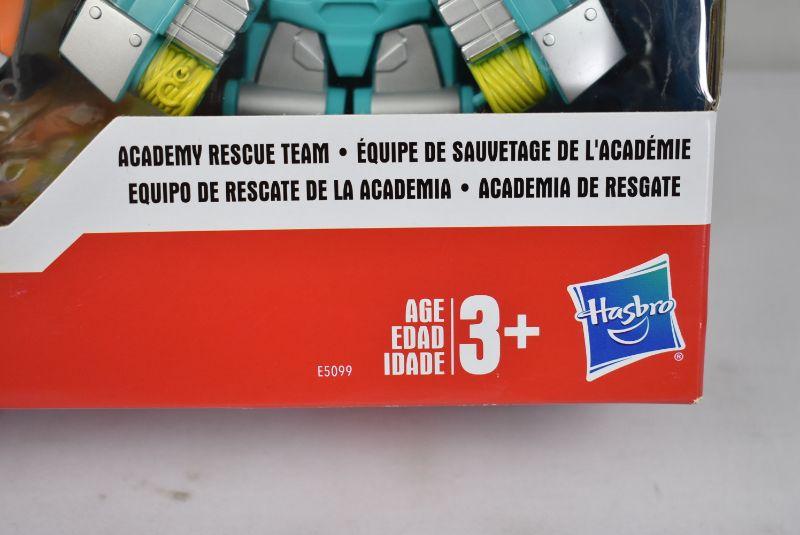 ACADEMY RESCUE TEAM • ÉQUIPE DE SAUVETAGE DE L'ACADÉMIE
EQUIPO DE RESCATE DE LA ACADEMIA • ACADEMIA DE RESGATE
AGE
EDAD
IDADE
3+
E5099
Hasbro
®